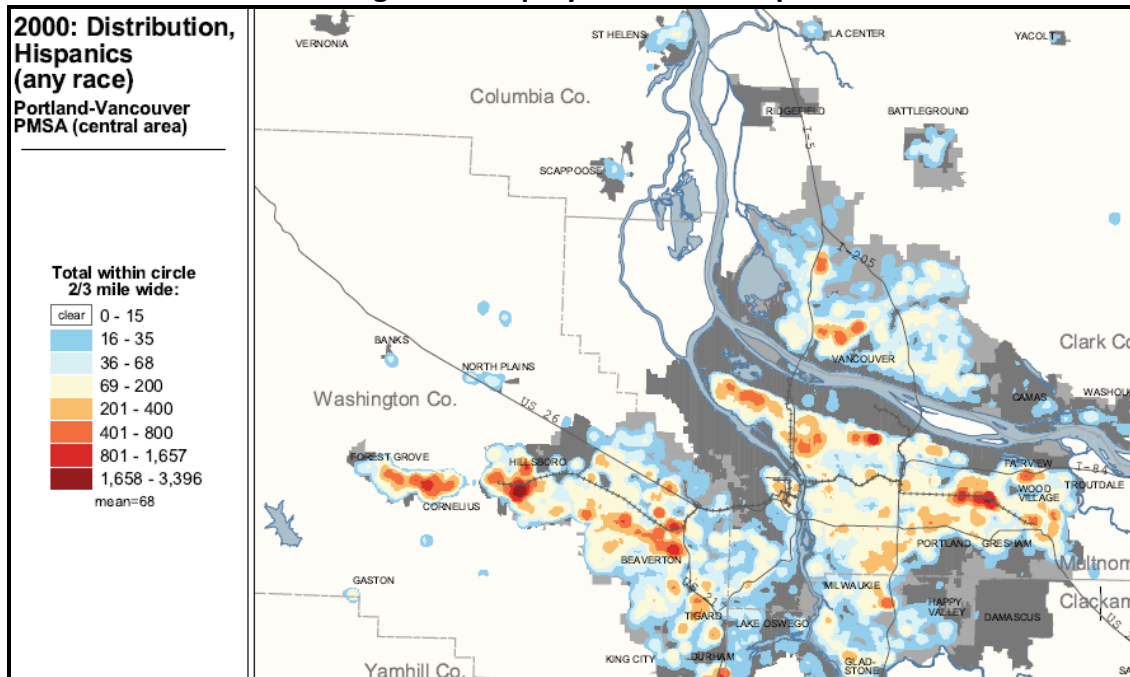 2000: Distribution,
Hispanics
(any race)
Portland-Vancouver
PMSA (central area)
Total within circle
2/3 mile wide:
clear 0 - 15
16 - 35
36 - 68
69 - 200
201 - 400
401 - 800
801 - 1,657
1,658 - 3,396
mean=68
VERNONIA
ST HELENS
LA CENTER
YACOLT
Columbia Co.
RIDGEFIELD
BATTLEGROUND
I-5
SCAPPOOSE
I-205
BANKS
VANCOUVER
Clark Co
NORTH PLAINS
Washington Co.
CAMAS
WASHOU
US 26
FOREST GROVE
HILLSBORO
FAIRVIEW
I-84
WOOD
VILLAGE
TROUTDALE
CORNELIUS
BEAVERTON
PORTLAND
GRESHAM
Multnom
GASTON
MILWAUKIE
Clackam
HAPPY
VALLEY
DAMASCUS
TIGARD
LAKE OSWEGO
KING CITY
DURHAM
GLAD-
STONE
Yamhill Co.